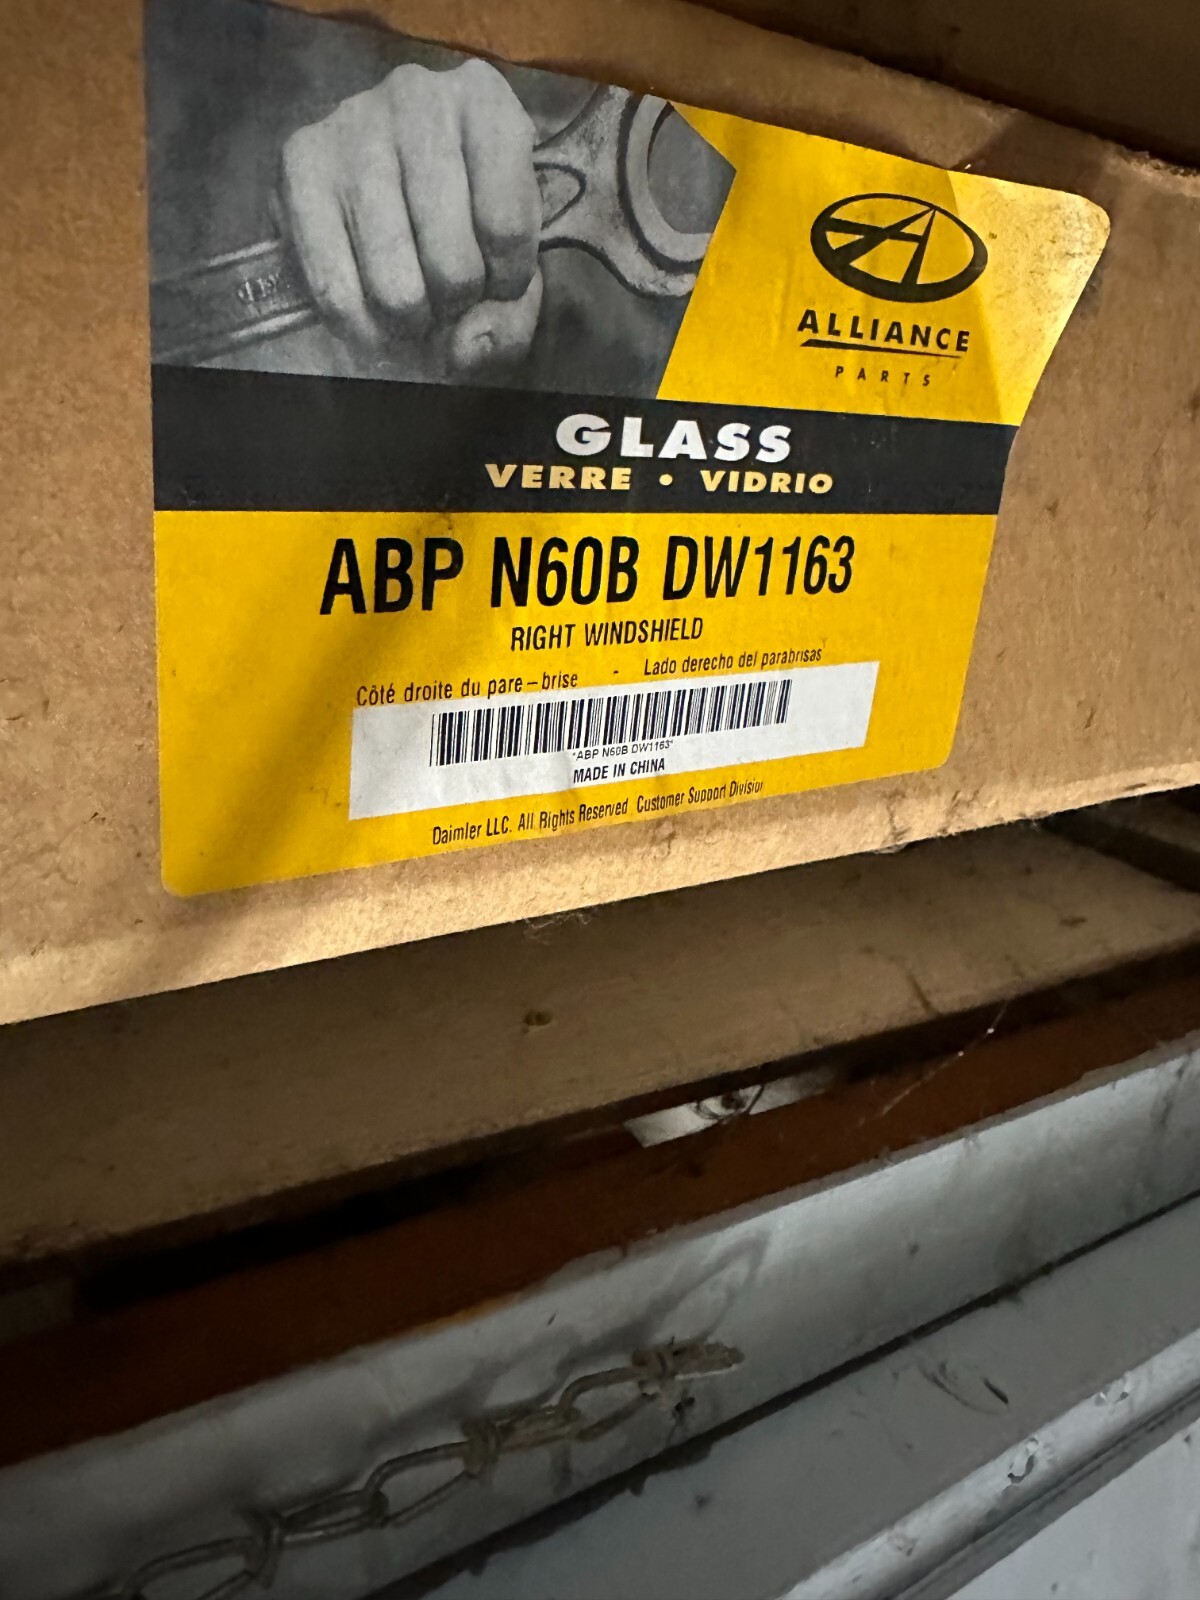 ALLIANCE
PARTS
GLASS
VERRE • VIDRIO
ABP N60B DW1163
RIGHT WINDSHIELD
Côté droite du pare-brise - Lado derecho del parabrisas
*ABP N60B DW1163*
MADE IN CHINA
Daimler LLC. All Rights Reserved. Customer Support Division